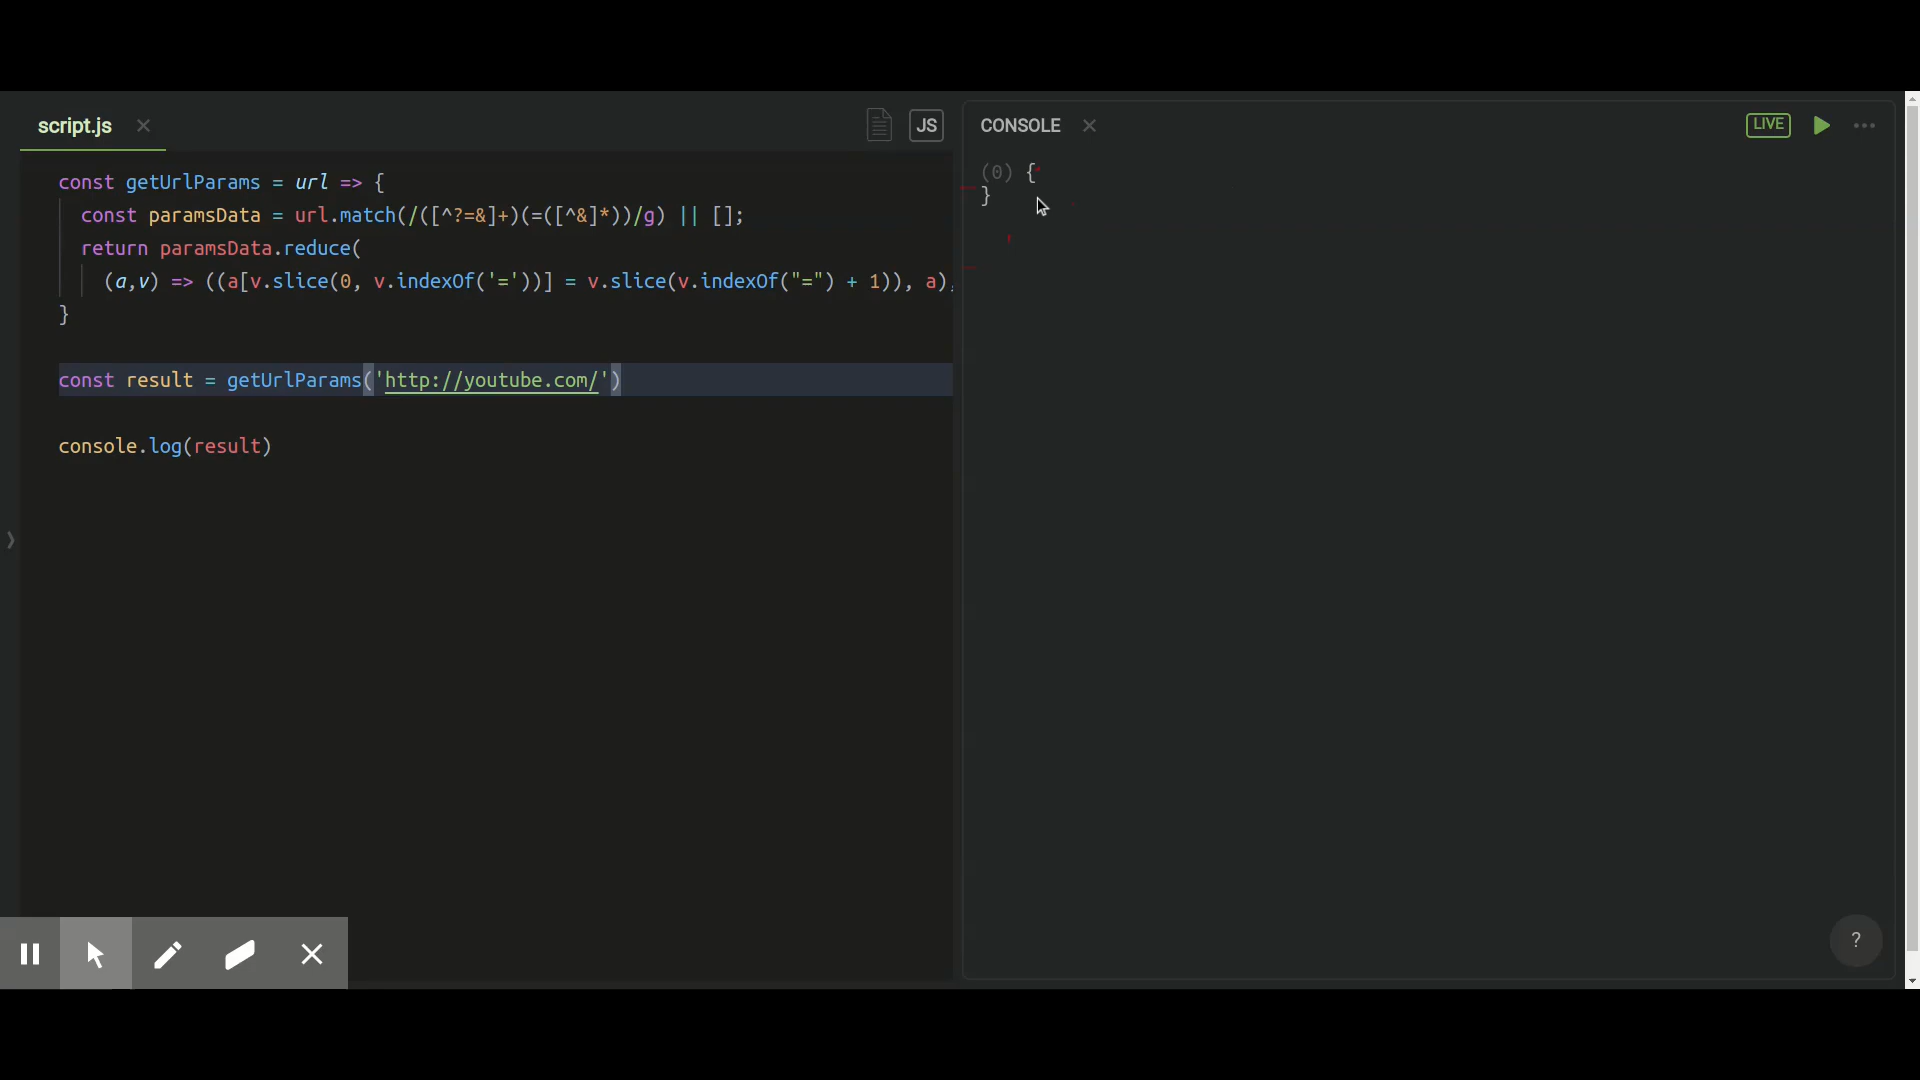 script.js
JS
const getUrlParams = url => {
const paramsData = url.match(/([^?=&]+)(=([^&]*))/g) || [];
return paramsData.reduce(
(a,v) => ((a[v.slice(0, v.indexOf('='))] = v.slice(v.indexOf("=") + 1)), a),
}
const result = getUrlParams('http://youtube.com/')
console.log(result)
CONSOLE
LIVE
(0) {
}
?